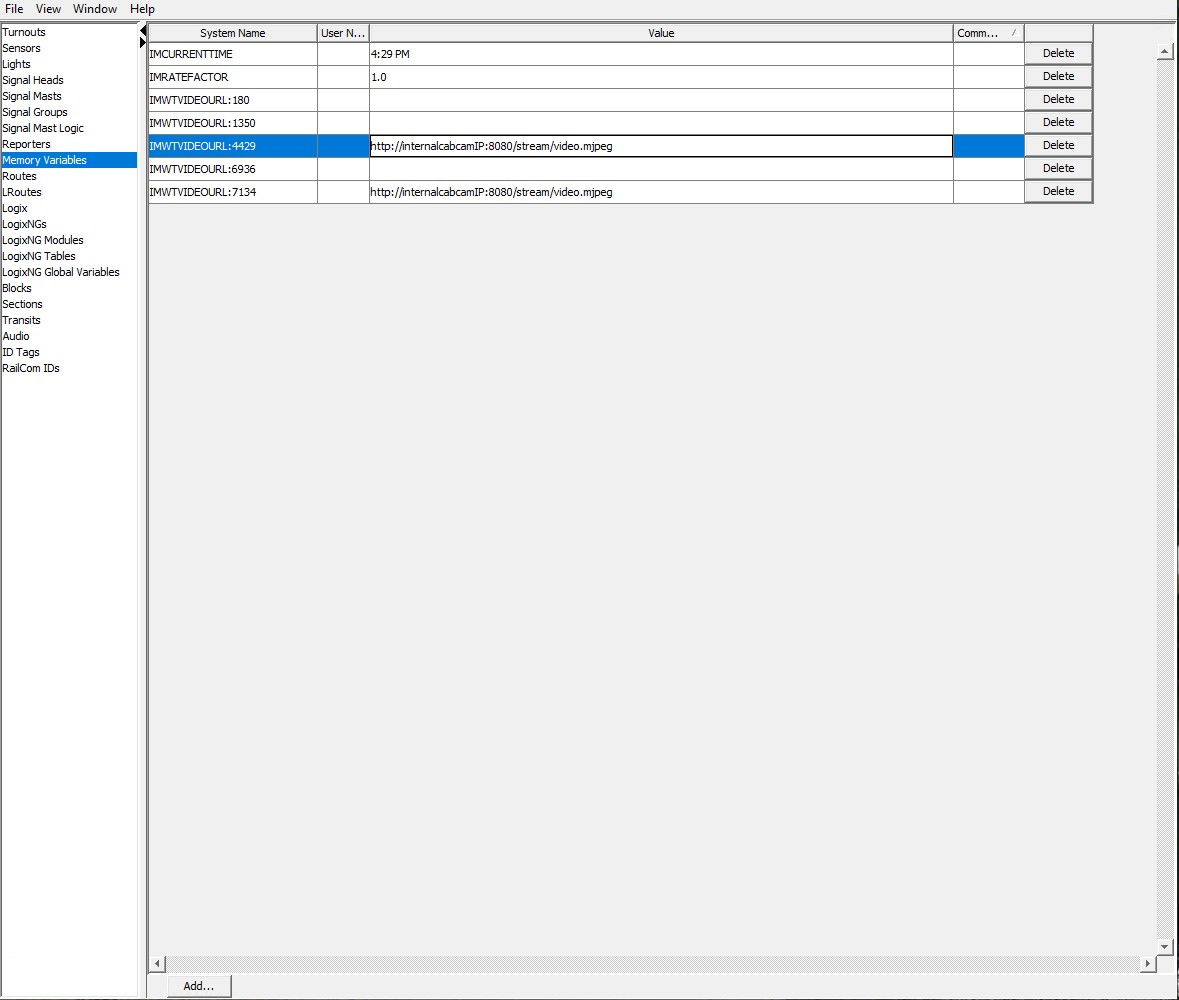 File View Window Help
Turnouts
Sensors
Lights
Signal Heads
Signal Masts
Signal Groups
Signal Mast Logic
Reporters
Memory Variables
Routes
LRoutes
Logix
LogixNGs
LogixNG Modules
LogixNG Tables
LogixNG Global Variables
Blocks
Sections
Transits
Audio
ID Tags
RailCom IDs
System Name User N... Value Comm...
IMCURRENTTIME 4:29 PM Delete
IMRATEFACTOR 1.0 Delete
IMWTVIDEOURL:180 Delete
IMWTVIDEOURL:1350 Delete
IMWTVIDEOURL:4429 http://internalcabcamIP:8080/stream/video.mjpeg Delete
IMWTVIDEOURL:6936 Delete
IMWTVIDEOURL:7134 http://internalcabcamIP:8080/stream/video.mjpeg Delete
Add...